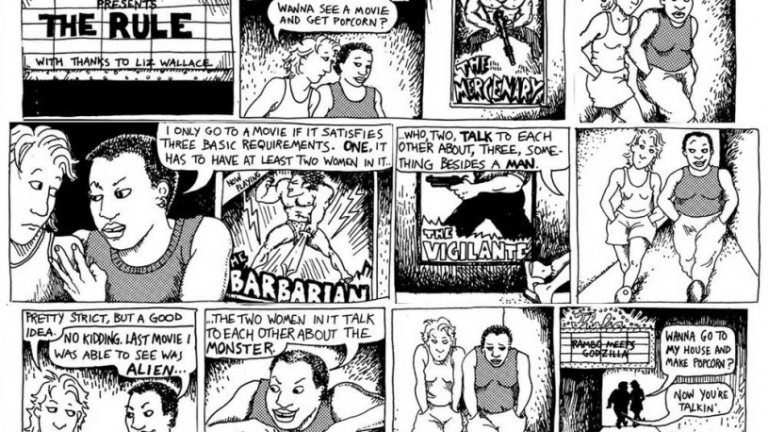 PRESENTS
THE RULE
WITH THANKS TO LIZ WALLACE
WANNA SEE A MOVIE
AND GET POPCORN?
THE
MERCENARY
I ONLY GO TO A MOVIE IF IT SATISFIES
THREE BASIC REQUIREMENTS. ONE, IT
HAS TO HAVE AT LEAST TWO WOMEN IN IT..
NOW PLAYING
THE
BARBARIAN
..WHO, TWO, TALK TO EACH
OTHER ABOUT, THREE, SOME-
THING BESIDES A MAN.
THE
VIGILANTE
PRETTY STRICT, BUT A GOOD
IDEA.
NO KIDDING. LAST MOVIE I
WAS ABLE TO SEE WAS
ALIEN...
...THE TWO WOMEN IN IT TALK
TO EACH OTHER ABOUT THE
MONSTER.
RAMBO MEETS
GODZILLA
WANNA GO TO
MY HOUSE AND
MAKE POPCORN?
NOW YOU'RE
TALKIN'.